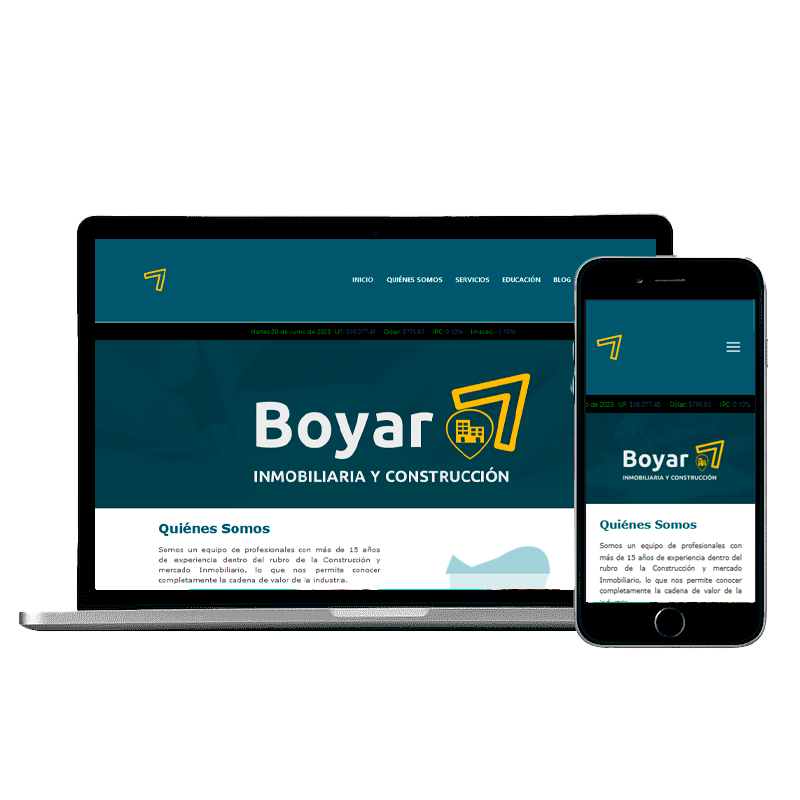 INICIO QUIÉNES SOMOS SERVICIOS EDUCACIÓN BLOG
Martes 20 de Junio de 2023 UF: $36.077,46 Dólar: $796,63 IPC: 0,10% Imacec: -1,10%
Boyar
INMOBILIARIA Y CONSTRUCCIÓN
Quiénes Somos
Somos un equipo de profesionales con más de 15 años
de experiencia dentro del rubro de la Construcción y
mercado Inmobiliario, lo que nos permite conocer
completamente la cadena de valor de la industria.
o de 2023 UF: $36.077,46 Dólar: $796,63 IPC: 0,10%
Boyar
INMOBILIARIA Y CONSTRUCCIÓN
Quiénes Somos
Somos un equipo de profesionales con más
de 15 años de experiencia dentro del
rubro de la Construcción y mercado
Inmobiliario, lo que nos permite conocer
completamente la cadena de valor de la
industria.